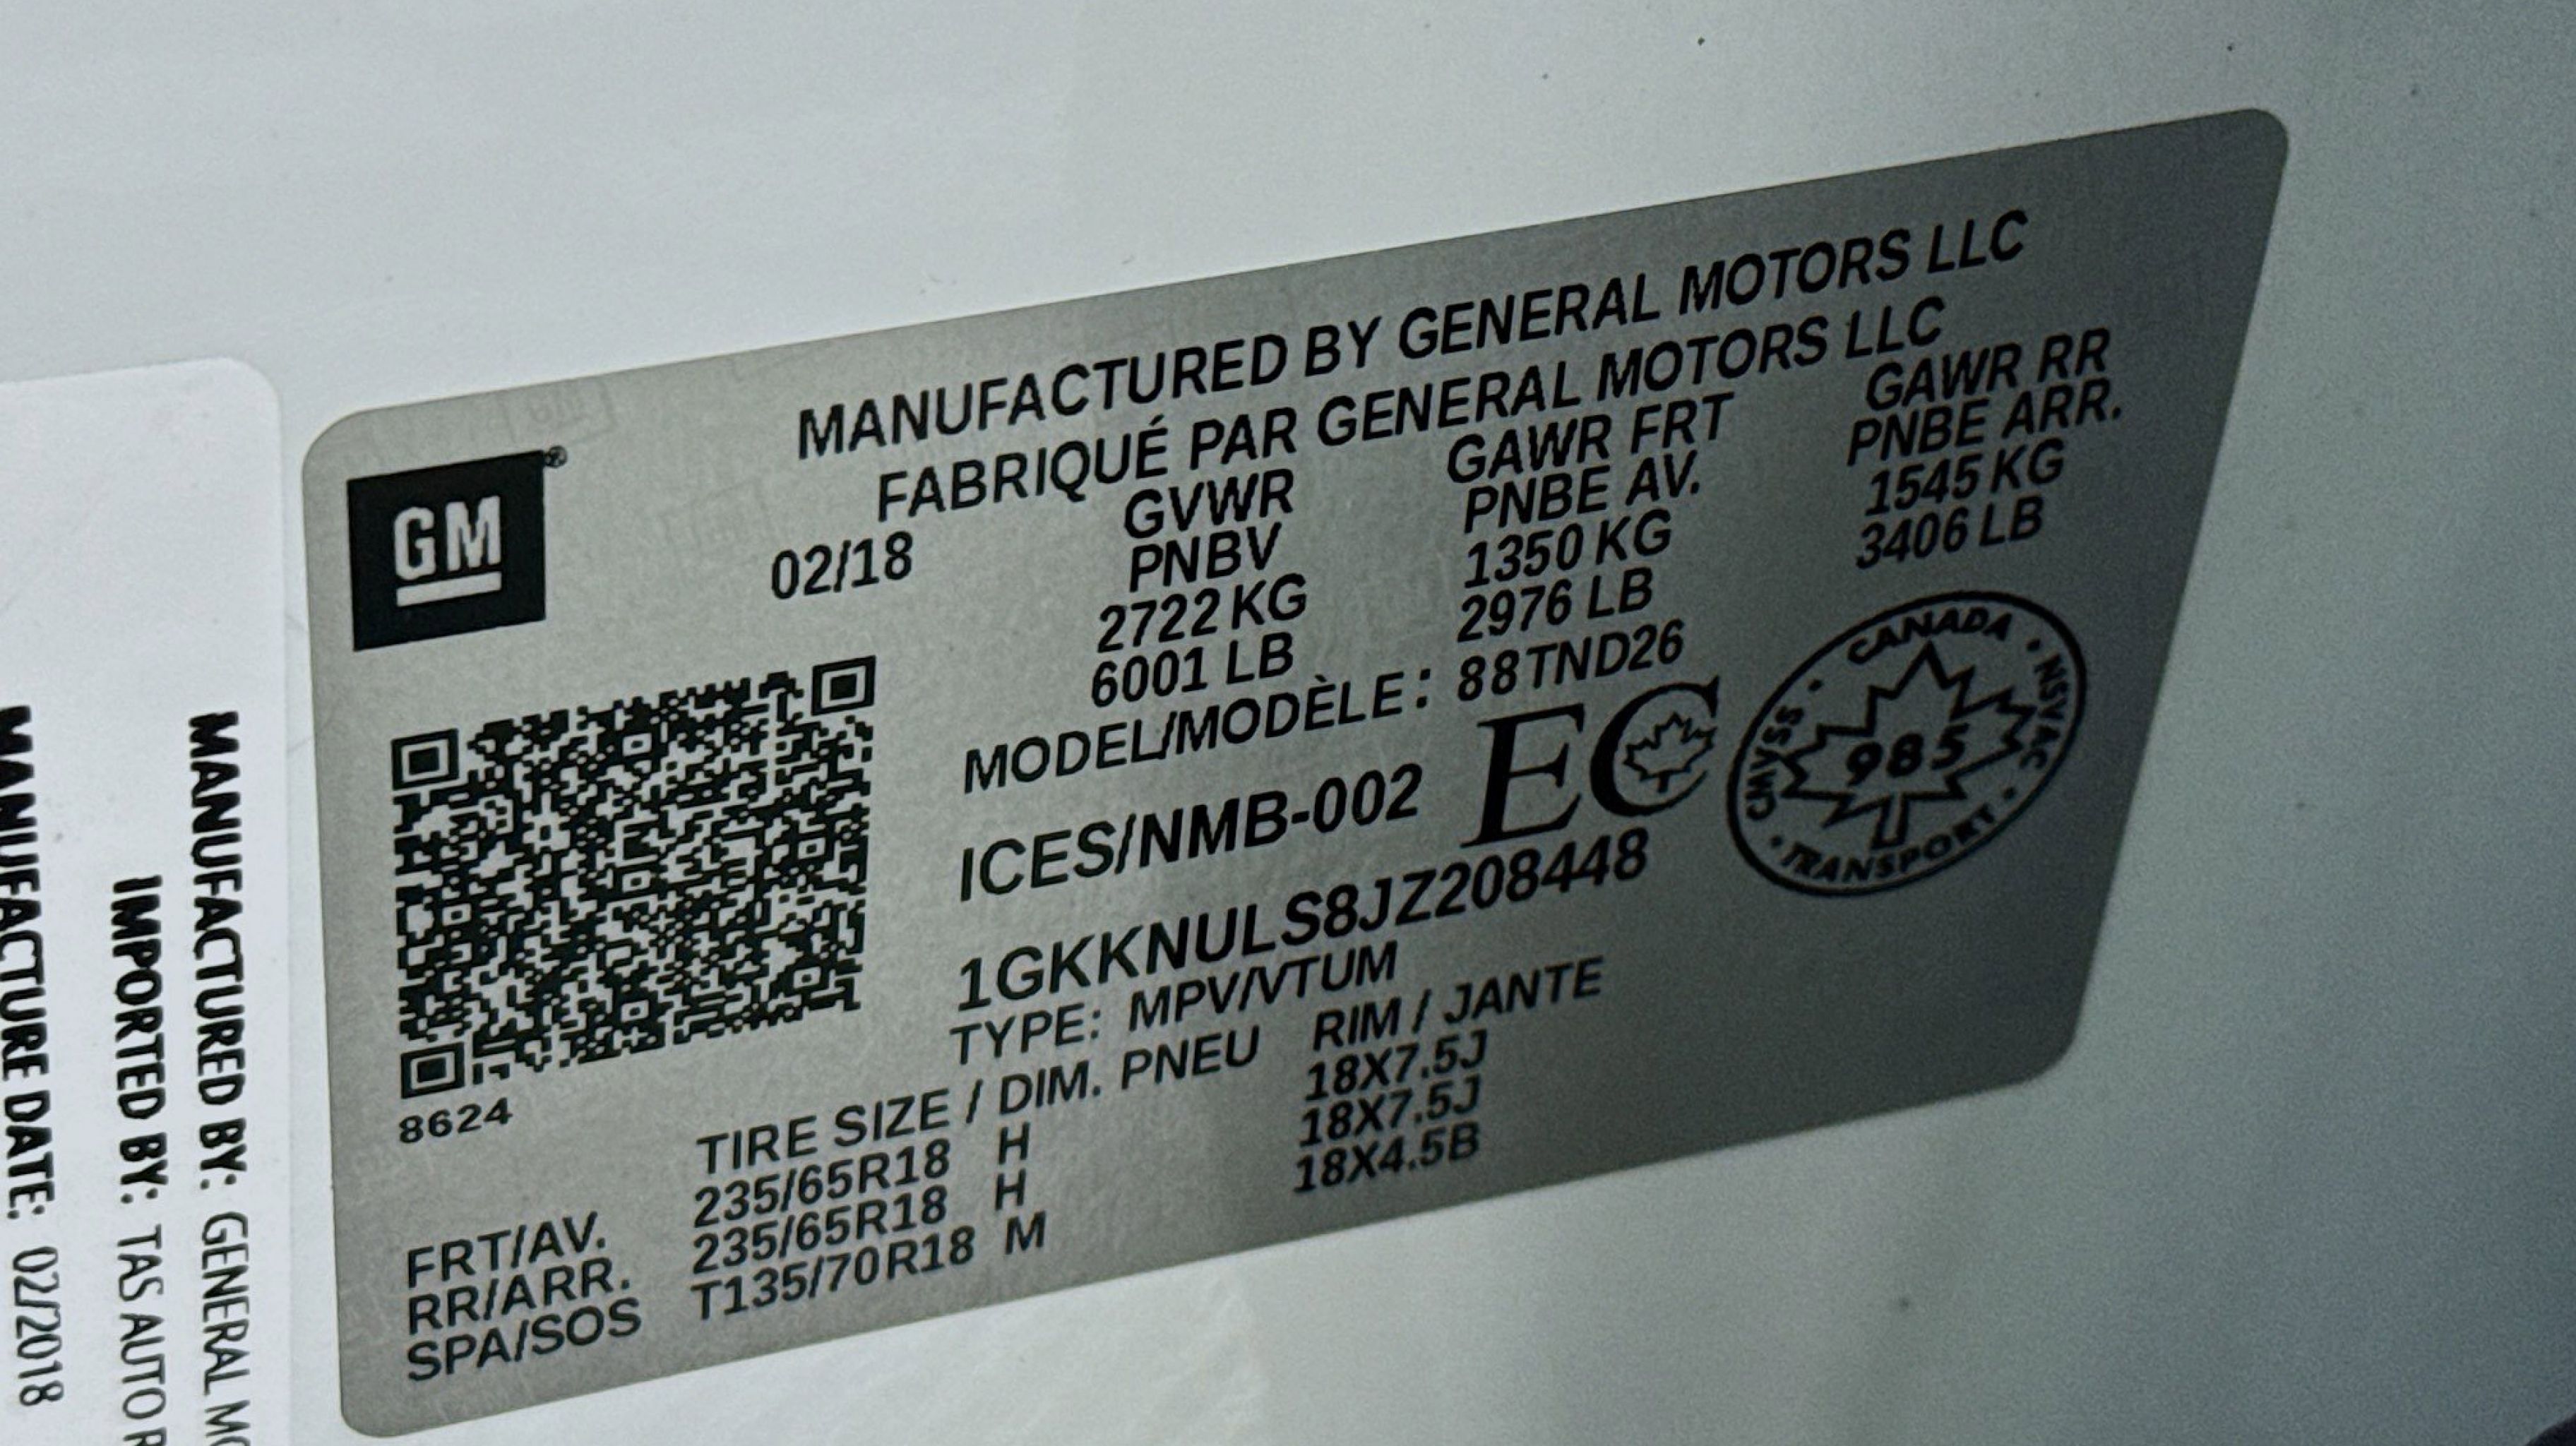 MANUFACTURED BY GENERAL MOTORS LLC
FABRIQUÉ PAR GENERAL MOTORS LLC
GM®
02/18
GVWR
PNBV
2722 KG
6001 LB
GAWR FRT
PNBE AV.
1350 KG
2976 LB
GAWR RR
PNBE ARR.
1545 KG
3406 LB
MODEL/MODÈLE: 88TND26
ICES/NMB-002 EC
CANADA • NSVAC • TRANSPORT • CMVSS •
985
1GKKNULS8JZ208448
TYPE: MPV/VTUM
8624
TIRE SIZE / DIM. PNEU RIM / JANTE
FRT/AV. 235/65R18 H 18X7.5J
RR/ARR. 235/65R18 H 18X7.5J
SPA/SOS T135/70R18 M 18X4.5B
MANUFACTURED BY: GENERAL
IMPORTED BY: TAS AUTO
MANUFACTURE DATE: 02/2018